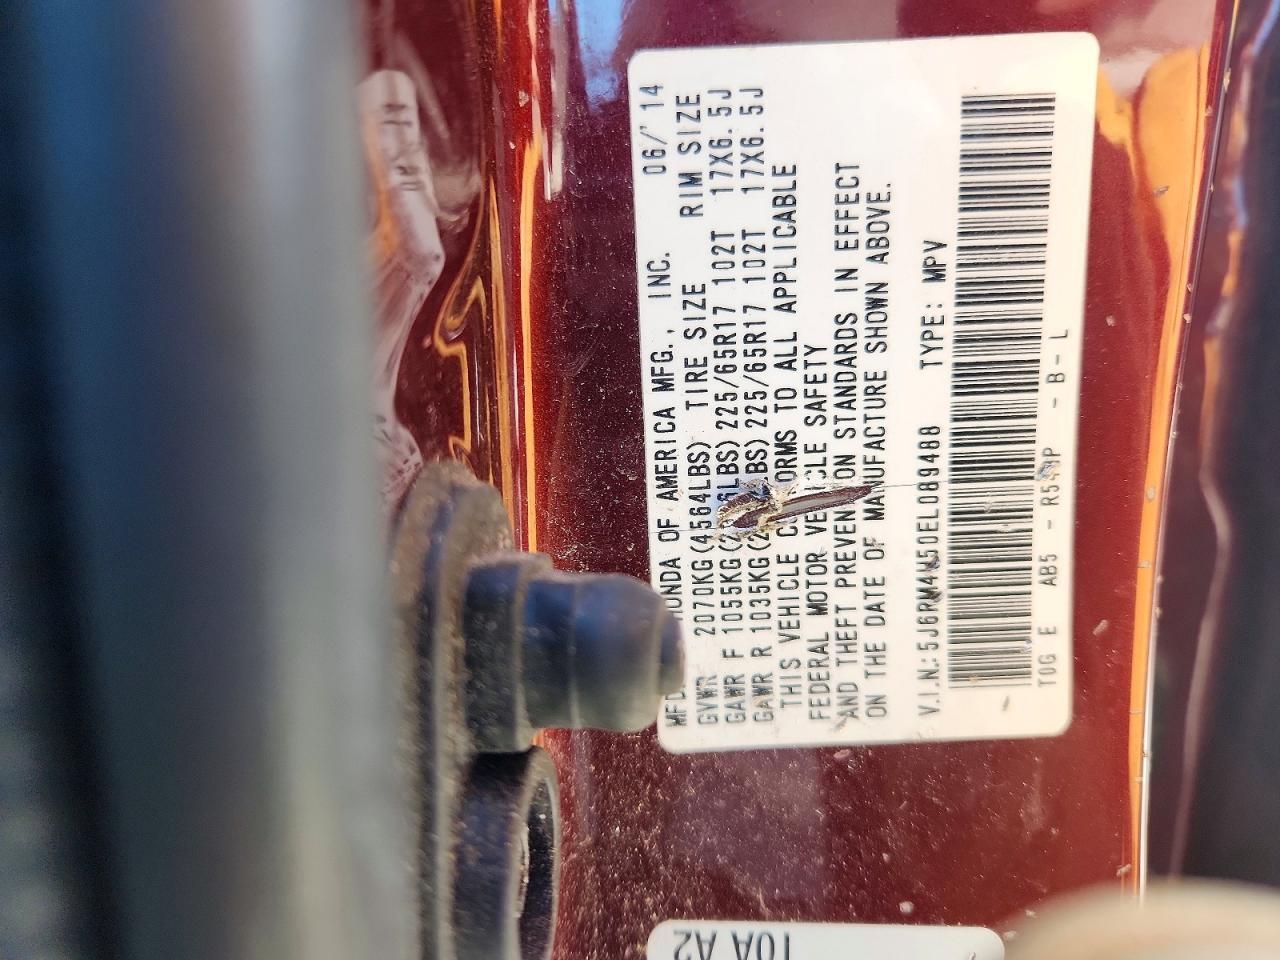 HONDA OF AMERICA MFG., INC. 06/'14
GVWR 2070KG(4564LBS) TIRE SIZE RIM SIZE
GAWR F 1055KG( LBS)225/65R17 102T 17X6.5J
GAWR R 1035KG( LBS)225/65R17 102T 17X6.5J
THIS VEHICLE CONFORMS TO ALL APPLICABLE
FEDERAL MOTOR VEHICLE SAFETY
AND THEFT PREVENTION STANDARDS IN EFFECT
ON THE DATE OF MANUFACTURE SHOWN ABOVE.
V.I.N.:5J6RM4H50EL089488 TYPE: MPV
TOG E AB5 - -B-L
10A A2